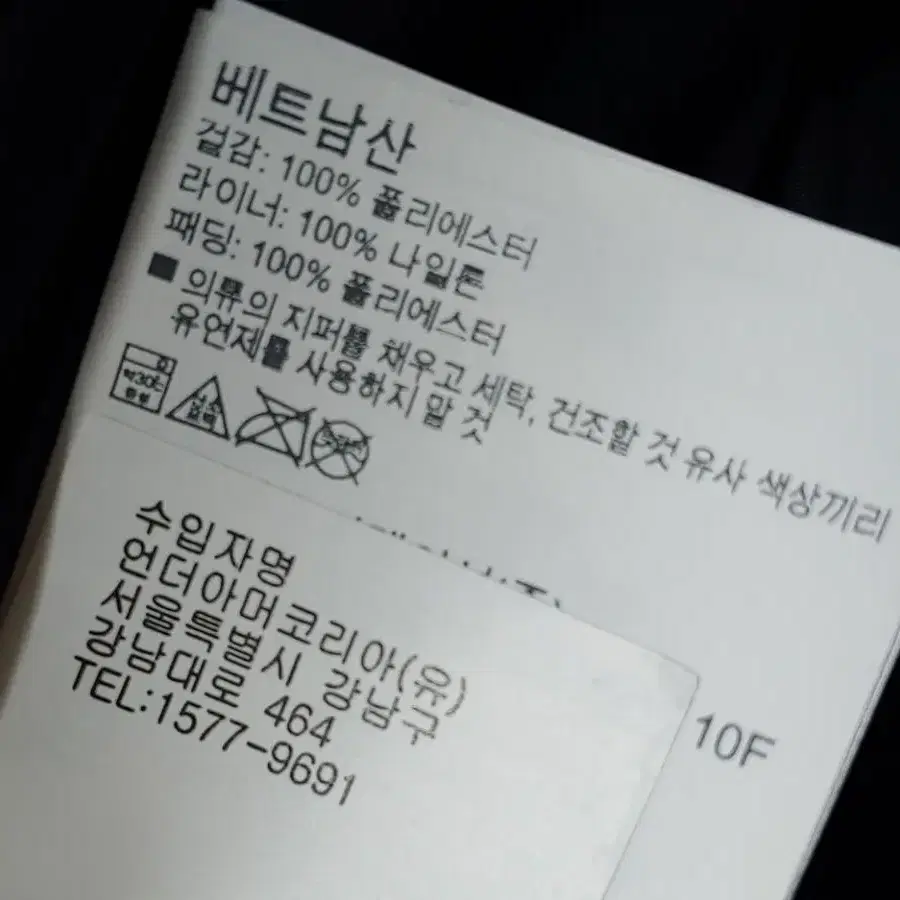 베트남산
겉감: 100% 폴리에스터
라이너: 100% 나일론
패딩: 100% 폴리에스터
■ 의류의 지퍼를 채우고 세탁, 건조할 것 유사 색상끼리
유연제를 사용하지 말 것
약30℃
수입자명
언더아머코리아(유)
서울특별시 강남구
강남대로 464
TEL:1577-9691
10F